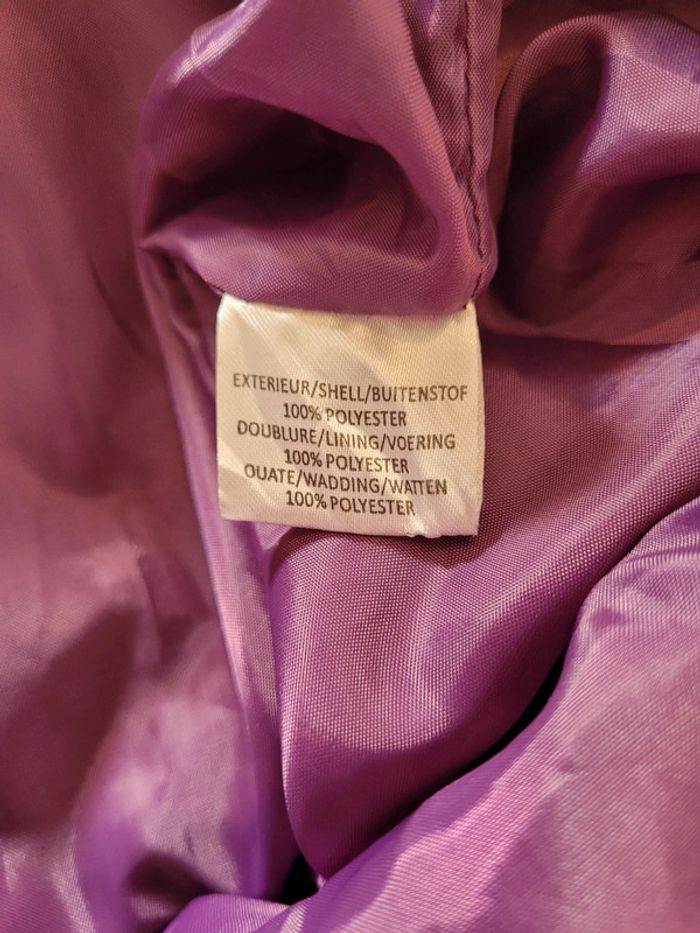 EXTERIEUR/SHELL/BUITENSTOF
100% POLYESTER
DOUBLURE/LINING/VOERING
100% POLYESTER
OUATE/WADDING/WATTEN
100% POLYESTER